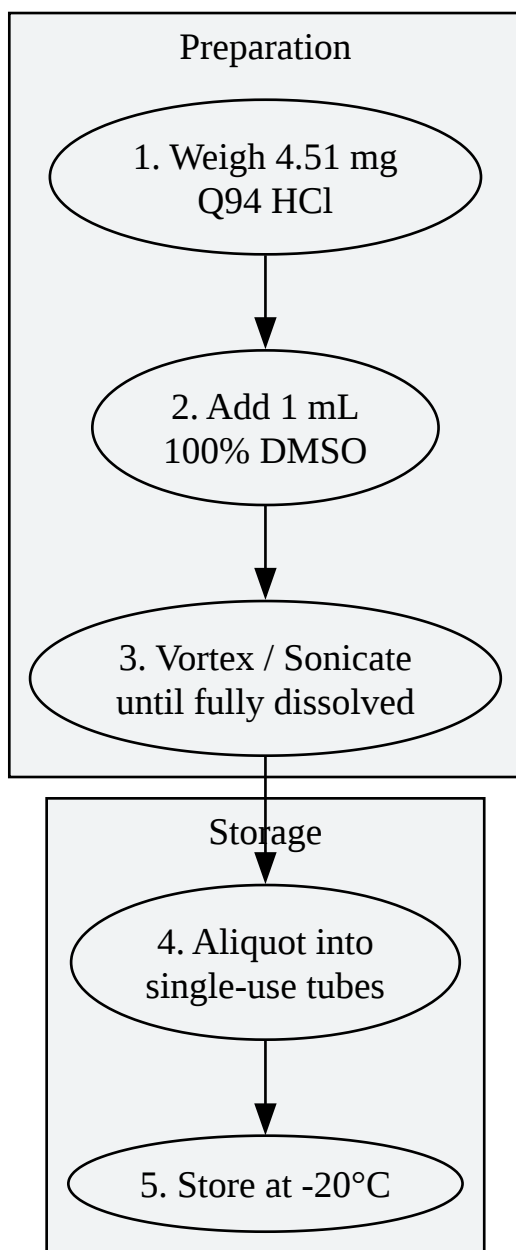 Preparation
1. Weigh 4.51 mg
Q94 HCl
2. Add 1 mL
100% DMSO
3. Vortex / Sonicate
until fully dissolved
Storage
4. Aliquot into
single-use tubes
5. Store at -20°C